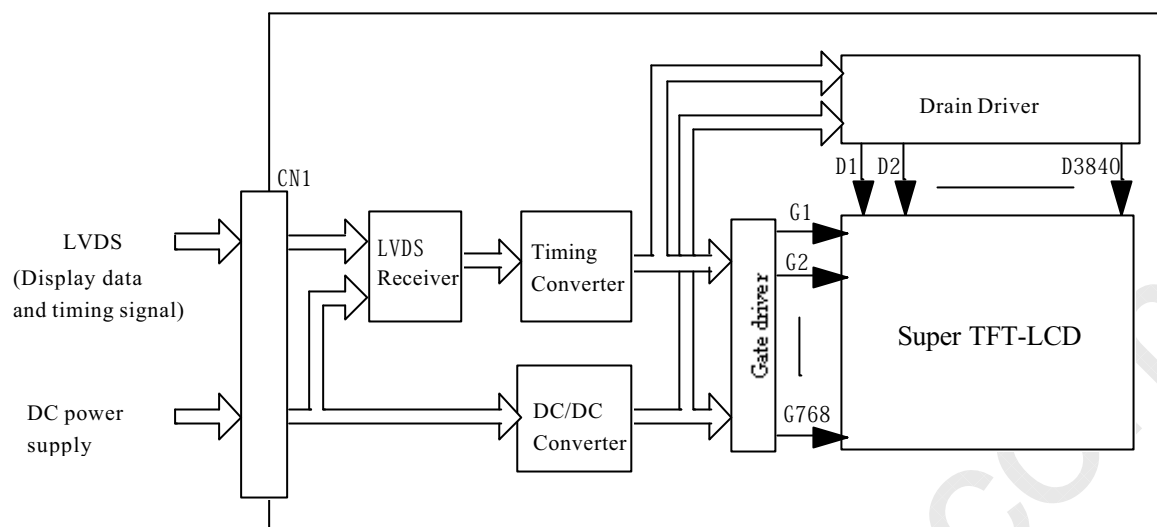 CN1
LVDS
(Display data
and timing signal)
DC power
supply
LVDS
Receiver
Timing
Converter
DC/DC
Converter
Gate driver
Drain Driver
D1
D2
D3840
G1
G2
G768
Super TFT-LCD